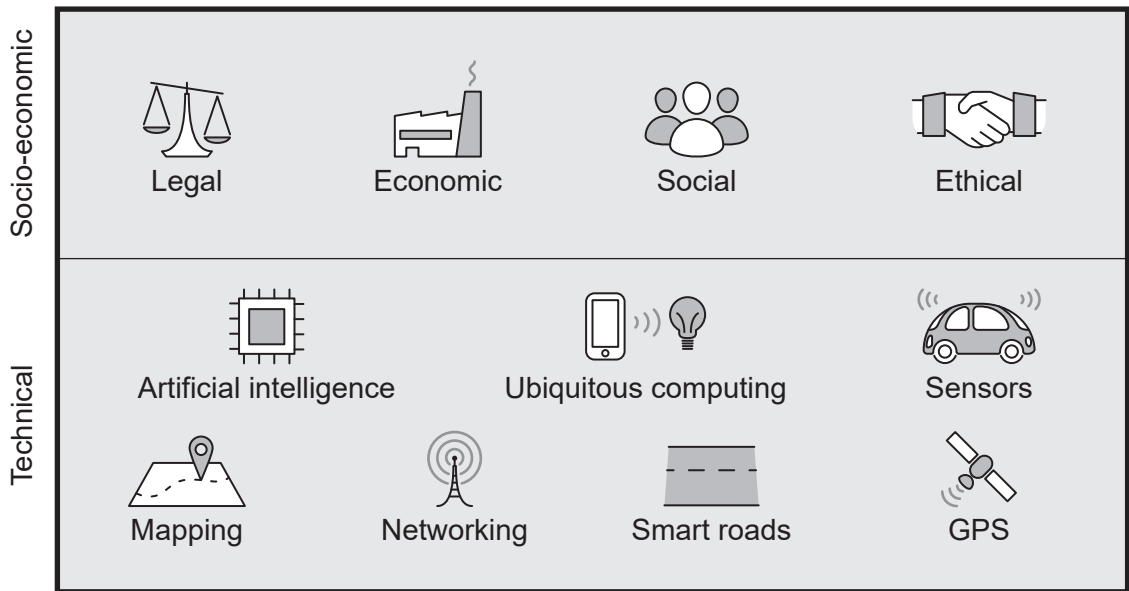 Socio-economic
Legal
Economic
Social
Ethical
Technical
Artificial intelligence
Ubiquitous computing
Sensors
Mapping
Networking
Smart roads
GPS